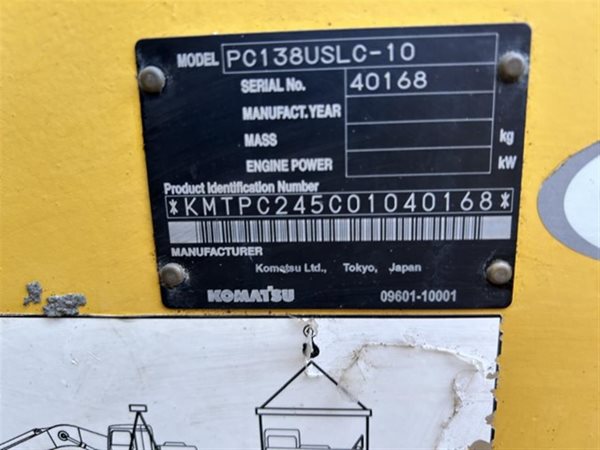 MODEL PC138USLC-10
SERIAL No. 40168
MANUFACT.YEAR
MASS kg
ENGINE POWER kW
Product Identification Number
*KMTPC245C01040168*
MANUFACTURER
Komatsu Ltd., Tokyo, Japan
KOMATSU 09601-10001